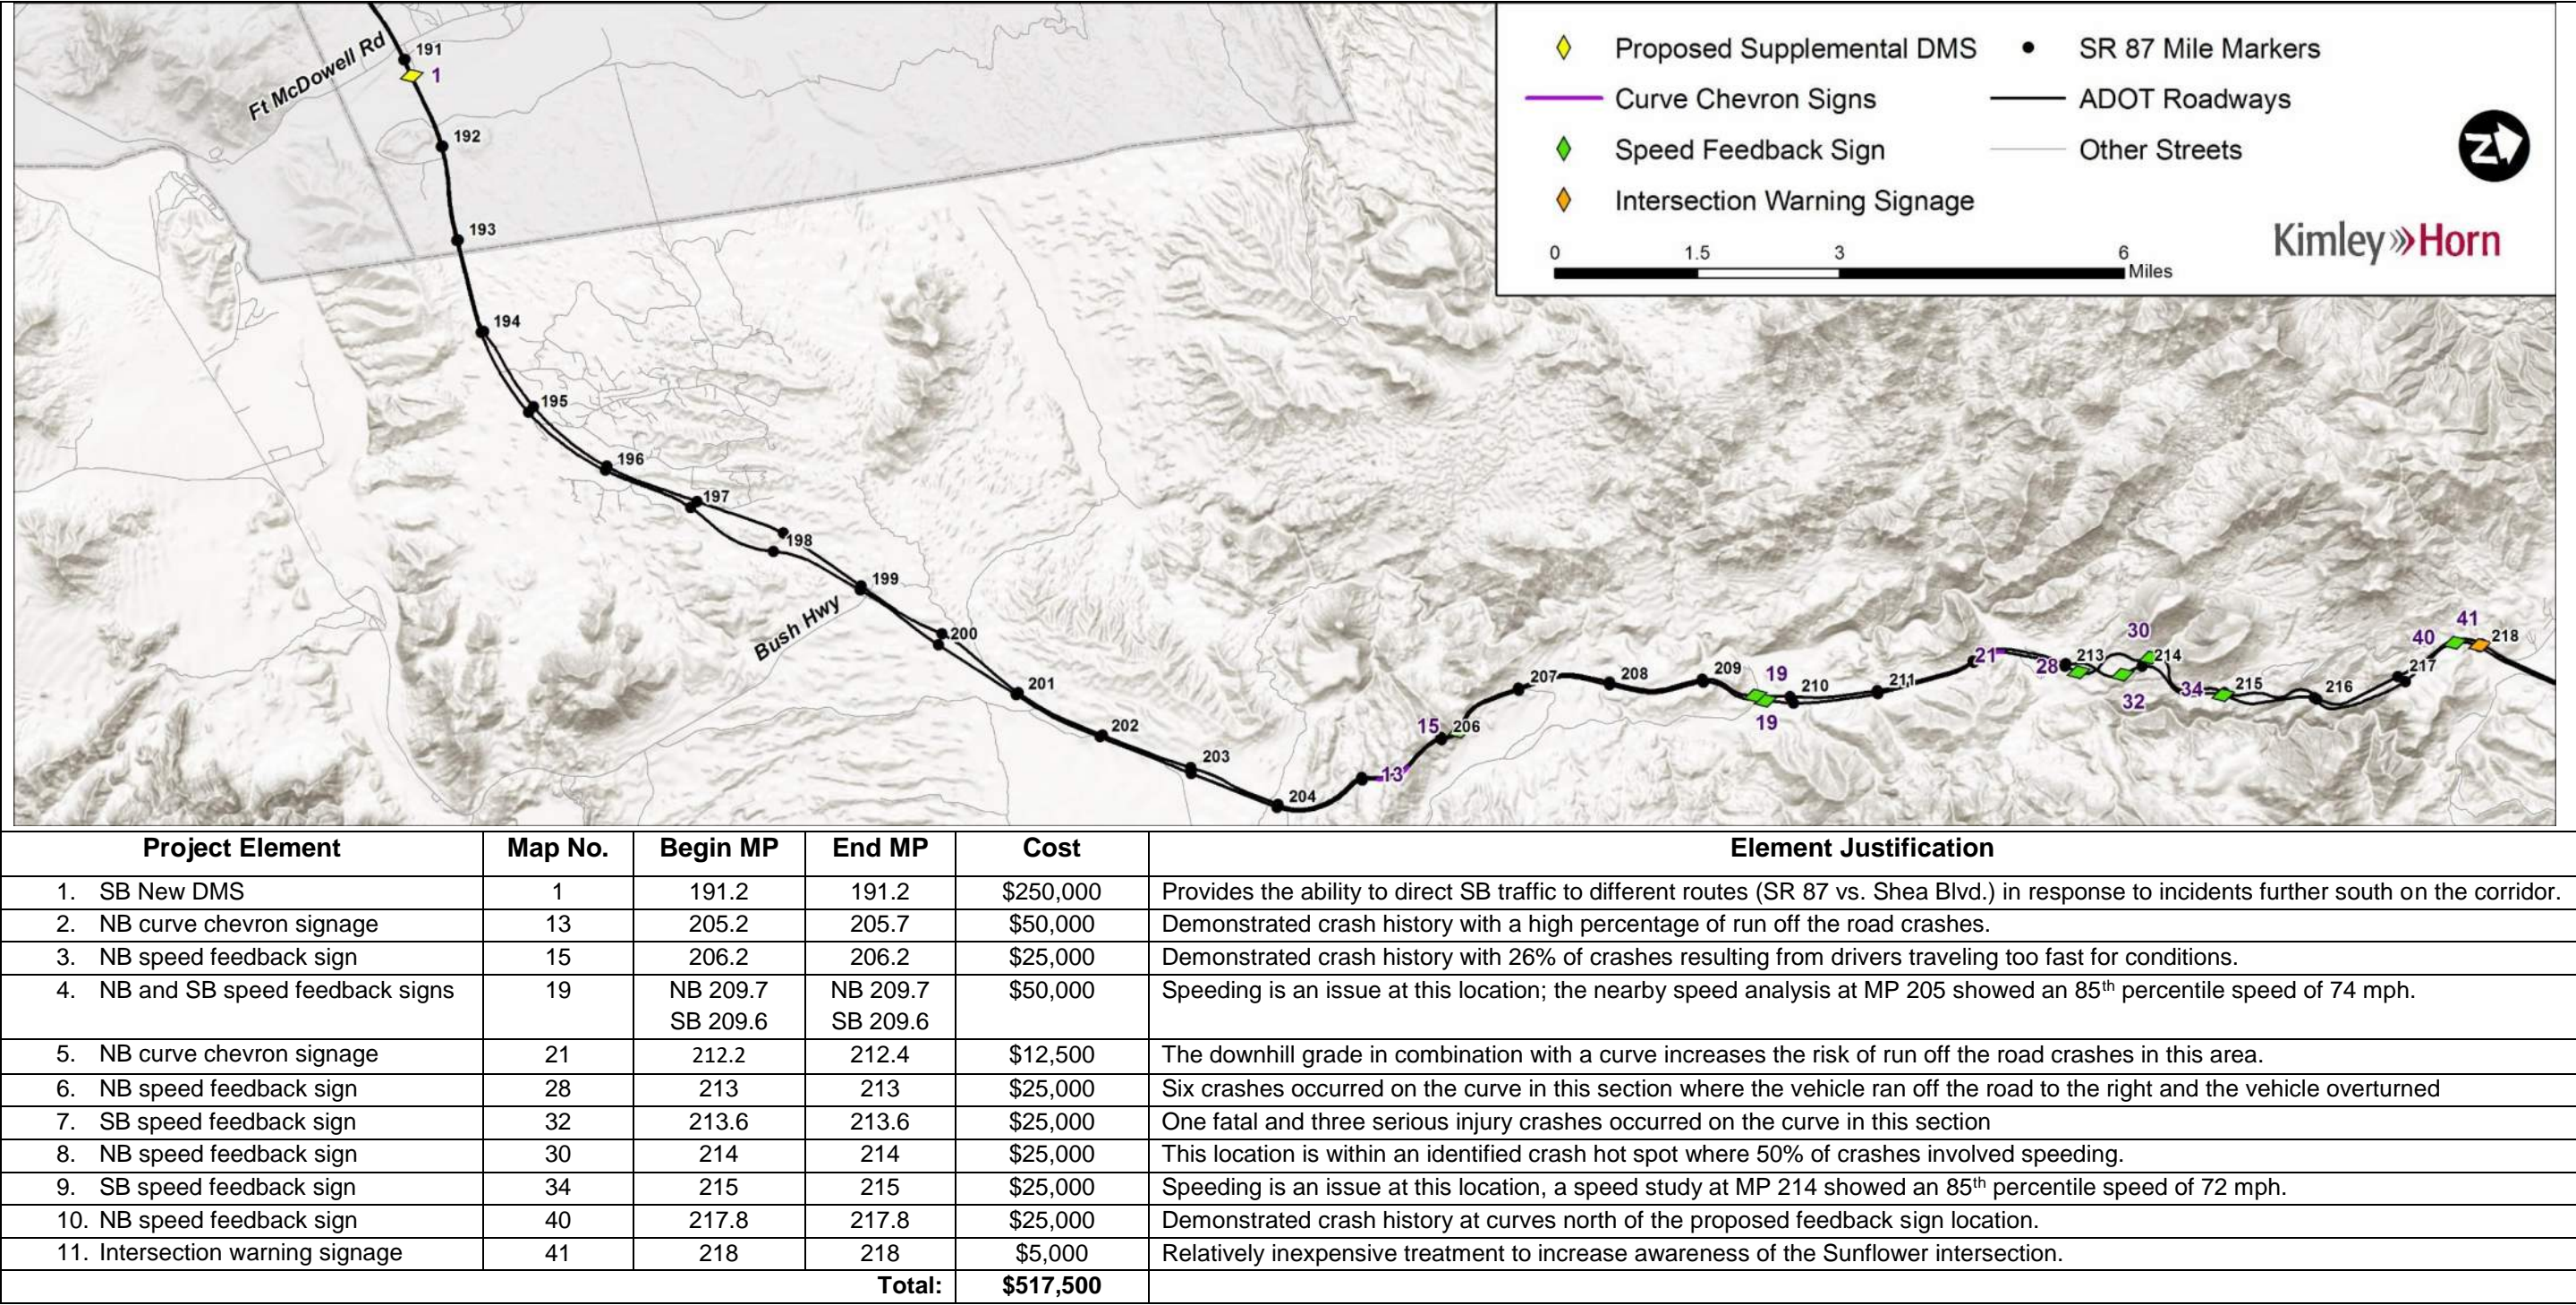 Ft McDowell Rd
191
1
192
193
194
195
196
197
198
199
Bush Hwy
200
201
202
203
204
13
15
206
207
208
209
19
19
210
211
21
28
213
30
214
32
34
215
216
217
40
41
218
Proposed Supplemental DMS
SR 87 Mile Markers
Curve Chevron Signs
ADOT Roadways
Speed Feedback Sign
Other Streets
Intersection Warning Signage
Z
0 1.5 3 6
Miles
Kimley»Horn
Project Element Map No. Begin MP End MP Cost Element Justification
1. SB New DMS 1 191.2 191.2 $250,000 Provides the ability to direct SB traffic to different routes (SR 87 vs. Shea Blvd.) in response to incidents further south on the corridor.
2. NB curve chevron signage 13 205.2 205.7 $50,000 Demonstrated crash history with a high percentage of run off the road crashes.
3. NB speed feedback sign 15 206.2 206.2 $25,000 Demonstrated crash history with 26% of crashes resulting from drivers traveling too fast for conditions.
4. NB and SB speed feedback signs 19 NB 209.7 NB 209.7 $50,000 Speeding is an issue at this location; the nearby speed analysis at MP 205 showed an 85th percentile speed of 74 mph.
SB 209.6 SB 209.6
5. NB curve chevron signage 21 212.2 212.4 $12,500 The downhill grade in combination with a curve increases the risk of run off the road crashes in this area.
6. NB speed feedback sign 28 213 213 $25,000 Six crashes occurred on the curve in this section where the vehicle ran off the road to the right and the vehicle overturned
7. SB speed feedback sign 32 213.6 213.6 $25,000 One fatal and three serious injury crashes occurred on the curve in this section
8. NB speed feedback sign 30 214 214 $25,000 This location is within an identified crash hot spot where 50% of crashes involved speeding.
9. SB speed feedback sign 34 215 215 $25,000 Speeding is an issue at this location, a speed study at MP 214 showed an 85th percentile speed of 72 mph.
10. NB speed feedback sign 40 217.8 217.8 $25,000 Demonstrated crash history at curves north of the proposed feedback sign location.
11. Intersection warning signage 41 218 218 $5,000 Relatively inexpensive treatment to increase awareness of the Sunflower intersection.
Total: $517,500